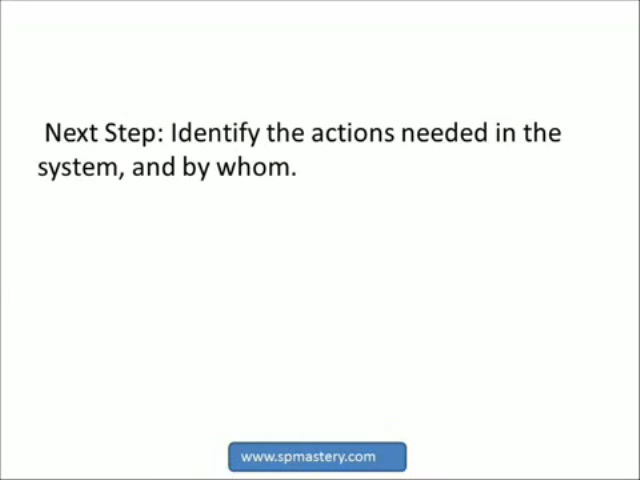 Next Step: Identify the actions needed in the
system, and by whom.
www.spmastery.com